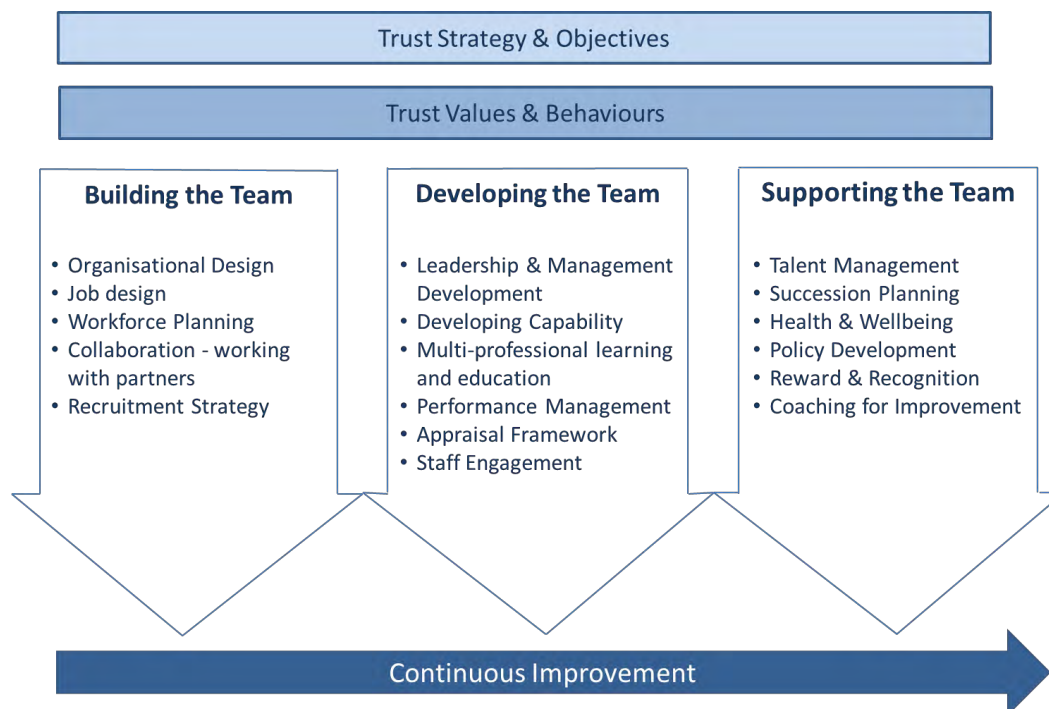 Trust Strategy & Objectives
Trust Values & Behaviours
Building the Team
• Organisational Design
• Job design
• Workforce Planning
• Collaboration - working
with partners
• Recruitment Strategy
Developing the Team
• Leadership & Management
Development
• Developing Capability
• Multi-professional learning
and education
• Performance Management
• Appraisal Framework
• Staff Engagement
Supporting the Team
• Talent Management
• Succession Planning
• Health & Wellbeing
• Policy Development
• Reward & Recognition
• Coaching for Improvement
Continuous Improvement